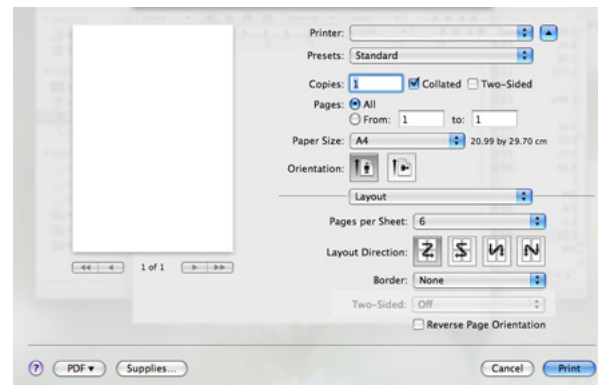 Printer:
Presets: Standard
Copies: 1 Collated Two-Sided
Pages: All
From: 1 to: 1
Paper Size: A4 20.99 by 29.70 cm
Orientation:
Layout
Pages per Sheet: 6
Layout Direction:
1 of 1
Border: None
Two-Sided: Off
Reverse Page Orientation
? PDF Supplies... Cancel Print